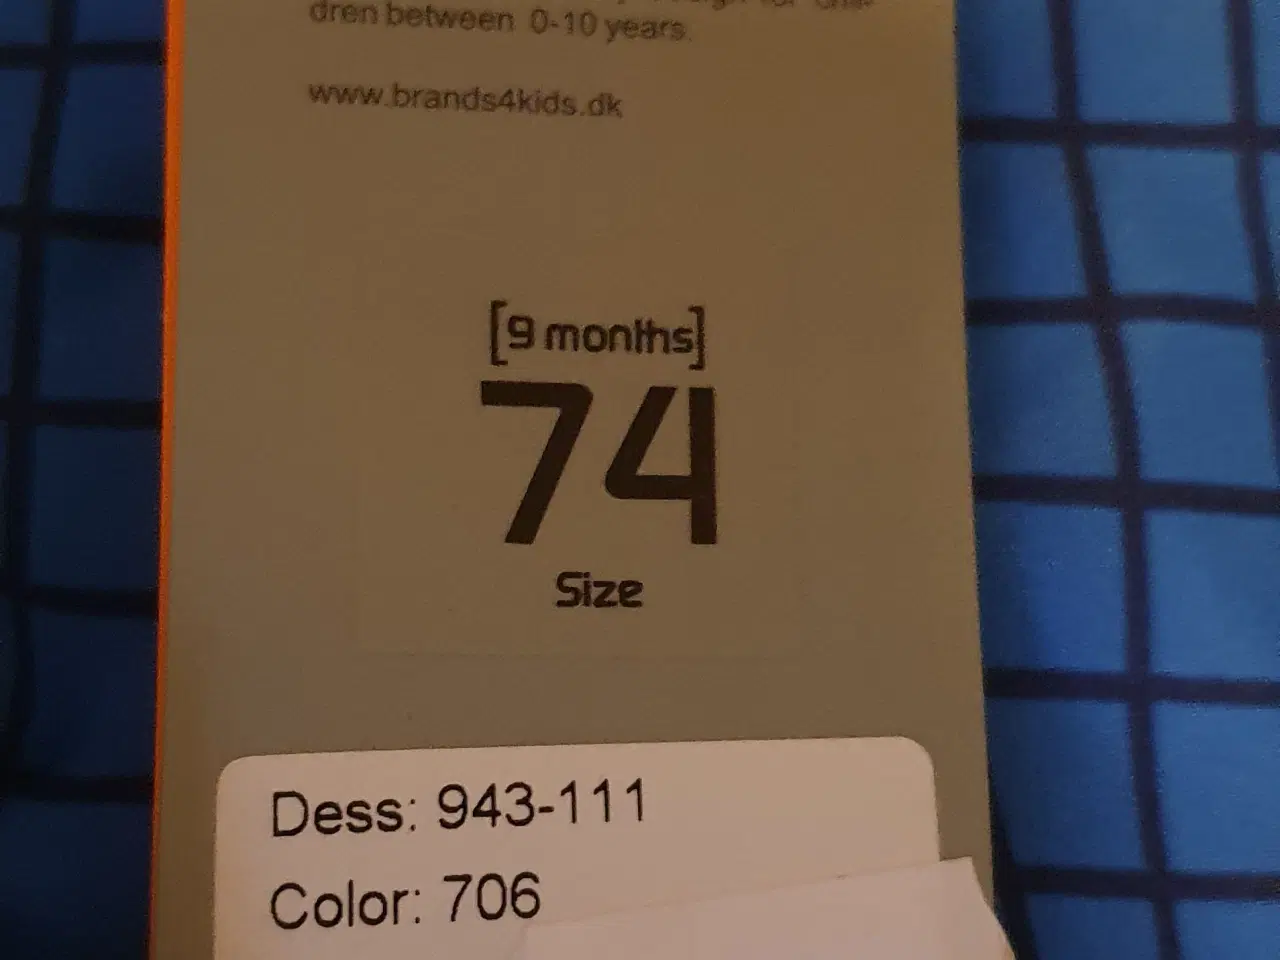 dren between 0-10 years.
www.brands4kids.dk
[9 months]
74
Size
Dess: 943-111
Color: 706